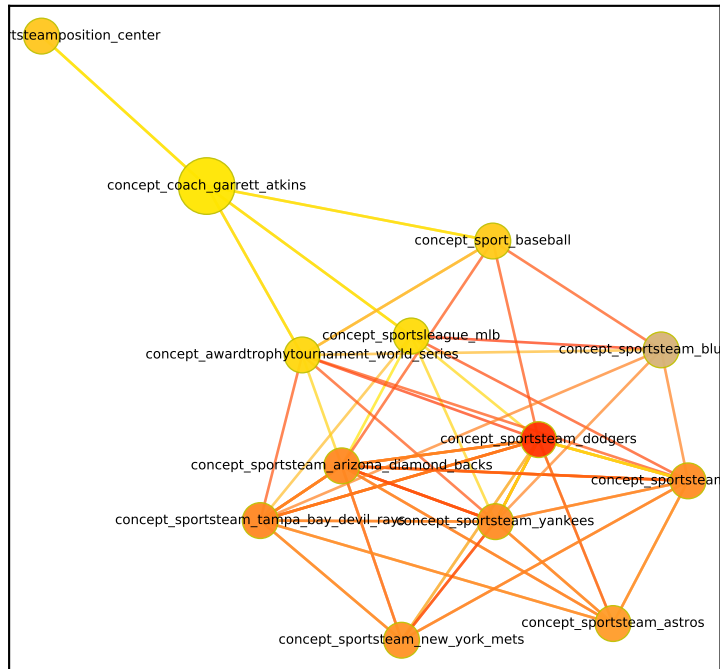 rtsteamposition_center
concept_coach_garrett_atkins
concept_sport_baseball
concept_sportsleague_mlb
concept_awardtrophytournament_world_series
concept_sportsteam_blu
concept_sportsteam_dodgers
concept_sportsteam_arizona_diamond_backs
concept_sportsteam
concept_sportsteam_tampa_bay_devil_rays
concept_sportsteam_yankees
concept_sportsteam_astros
concept_sportsteam_new_york_mets